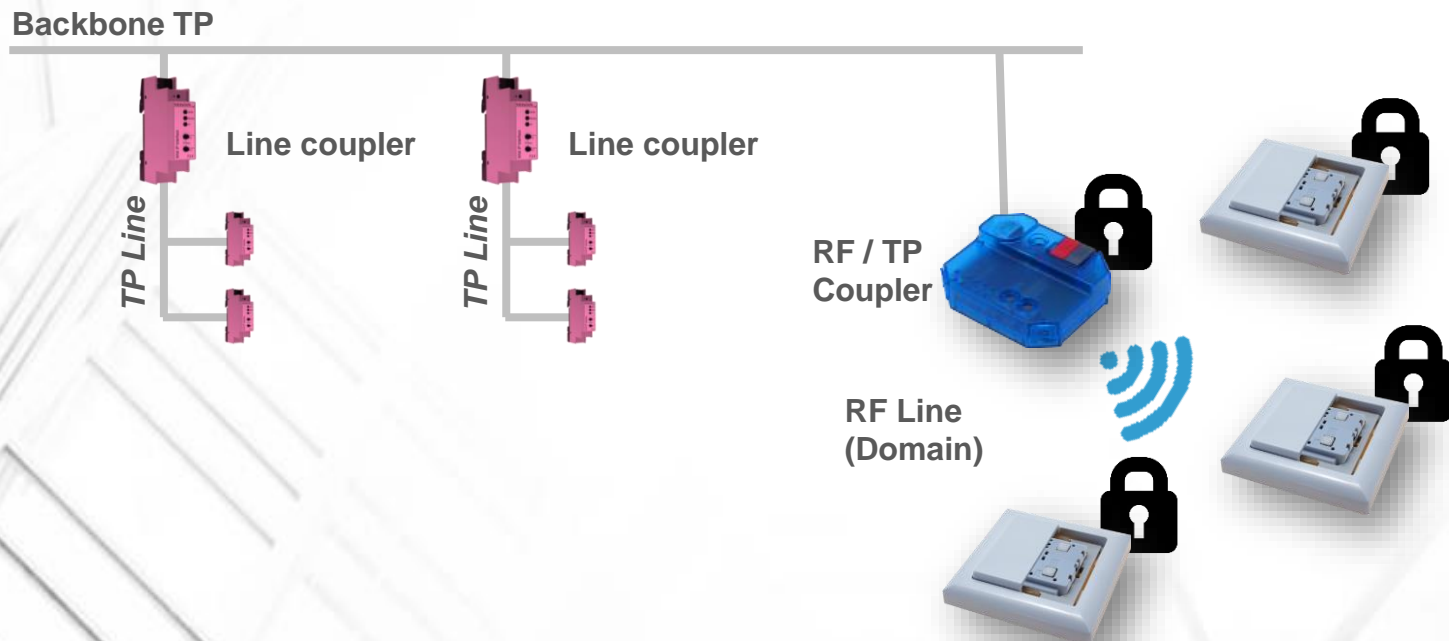 Backbone TP
Line coupler
Line coupler
TP Line
TP Line
RF / TP
Coupler
RF Line
(Domain)